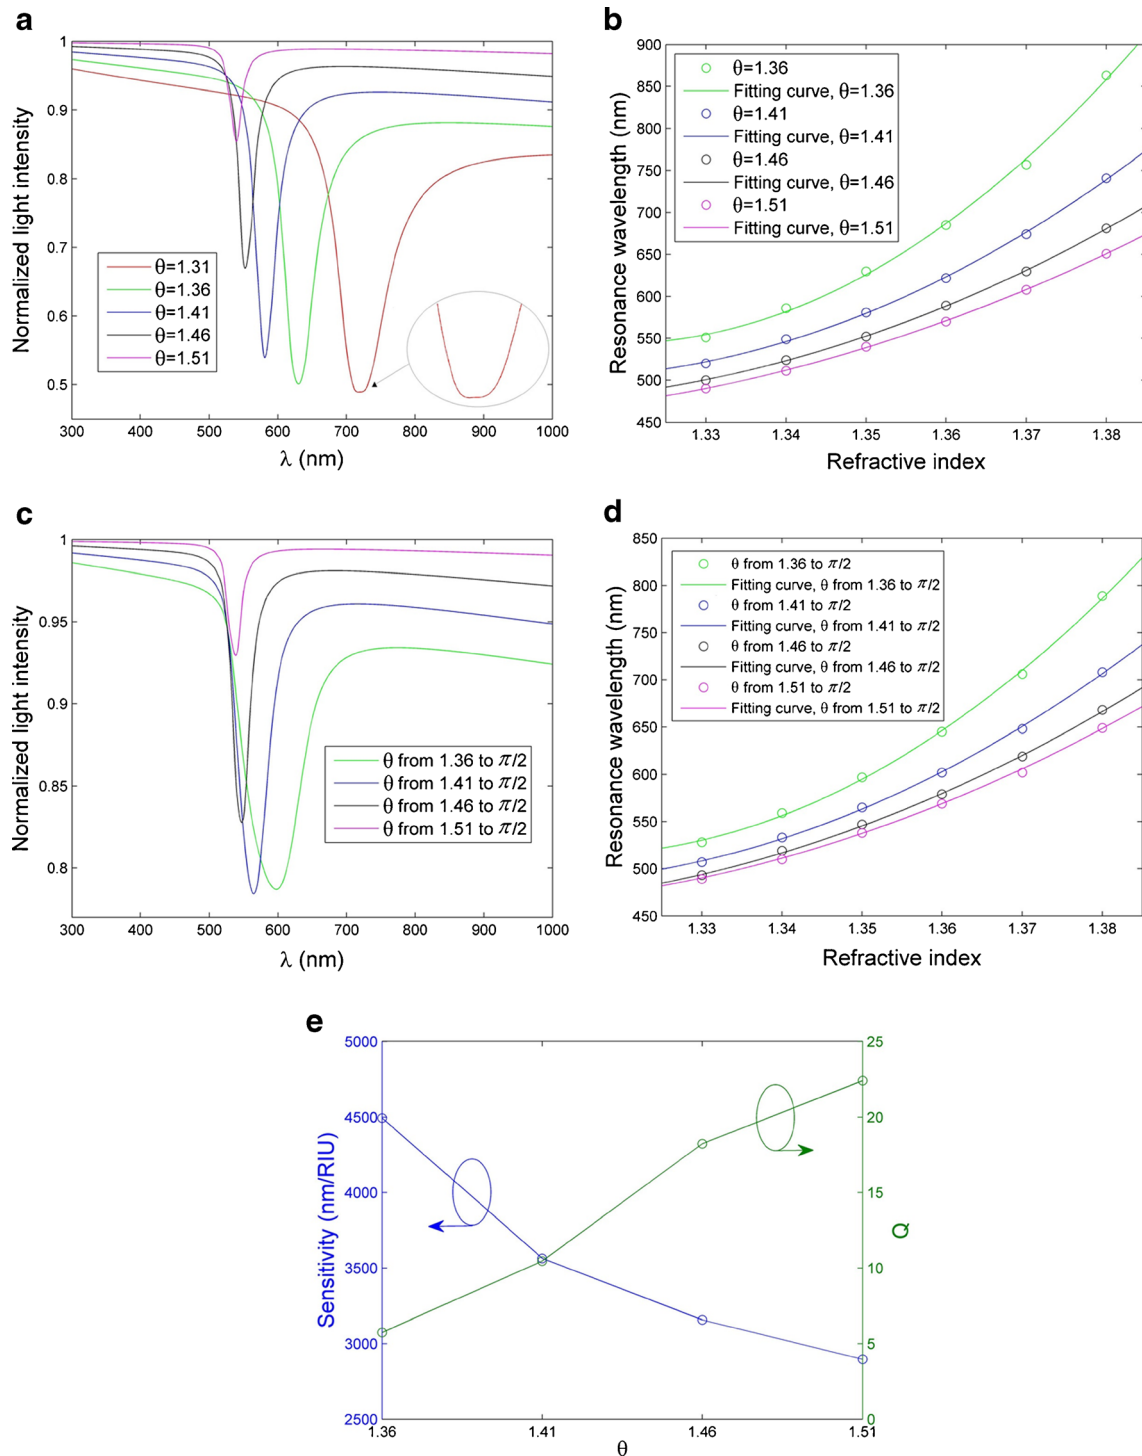 a
1
0.9
0.8
0.7
0.6
0.5
300 400 500 600 700 800 900 1000
Normalized light intensity
λ (nm)
θ=1.31
θ=1.36
θ=1.41
θ=1.46
θ=1.51
b
900
850
800
750
700
650
600
550
500
450
1.33 1.34 1.35 1.36 1.37 1.38
Resonance wavelength (nm)
Refractive index
θ=1.36
Fitting curve, θ=1.36
θ=1.41
Fitting curve, θ=1.41
θ=1.46
Fitting curve, θ=1.46
θ=1.51
Fitting curve, θ=1.51
c
1
0.95
0.9
0.85
0.8
300 400 500 600 700 800 900 1000
Normalized light intensity
λ (nm)
θ from 1.36 to π/2
θ from 1.41 to π/2
θ from 1.46 to π/2
θ from 1.51 to π/2
d
850
800
750
700
650
600
550
500
450
1.33 1.34 1.35 1.36 1.37 1.38
Resonance wavelength (nm)
Refractive index
θ from 1.36 to π/2
Fitting curve, θ from 1.36 to π/2
θ from 1.41 to π/2
Fitting curve, θ from 1.41 to π/2
θ from 1.46 to π/2
Fitting curve, θ from 1.46 to π/2
θ from 1.51 to π/2
Fitting curve, θ from 1.51 to π/2
e
5000
4500
4000
3500
3000
2500
Sensitivity (nm/RIU)
25
20
15
10
5
0
Q
1.36 1.41 1.46 1.51
θ